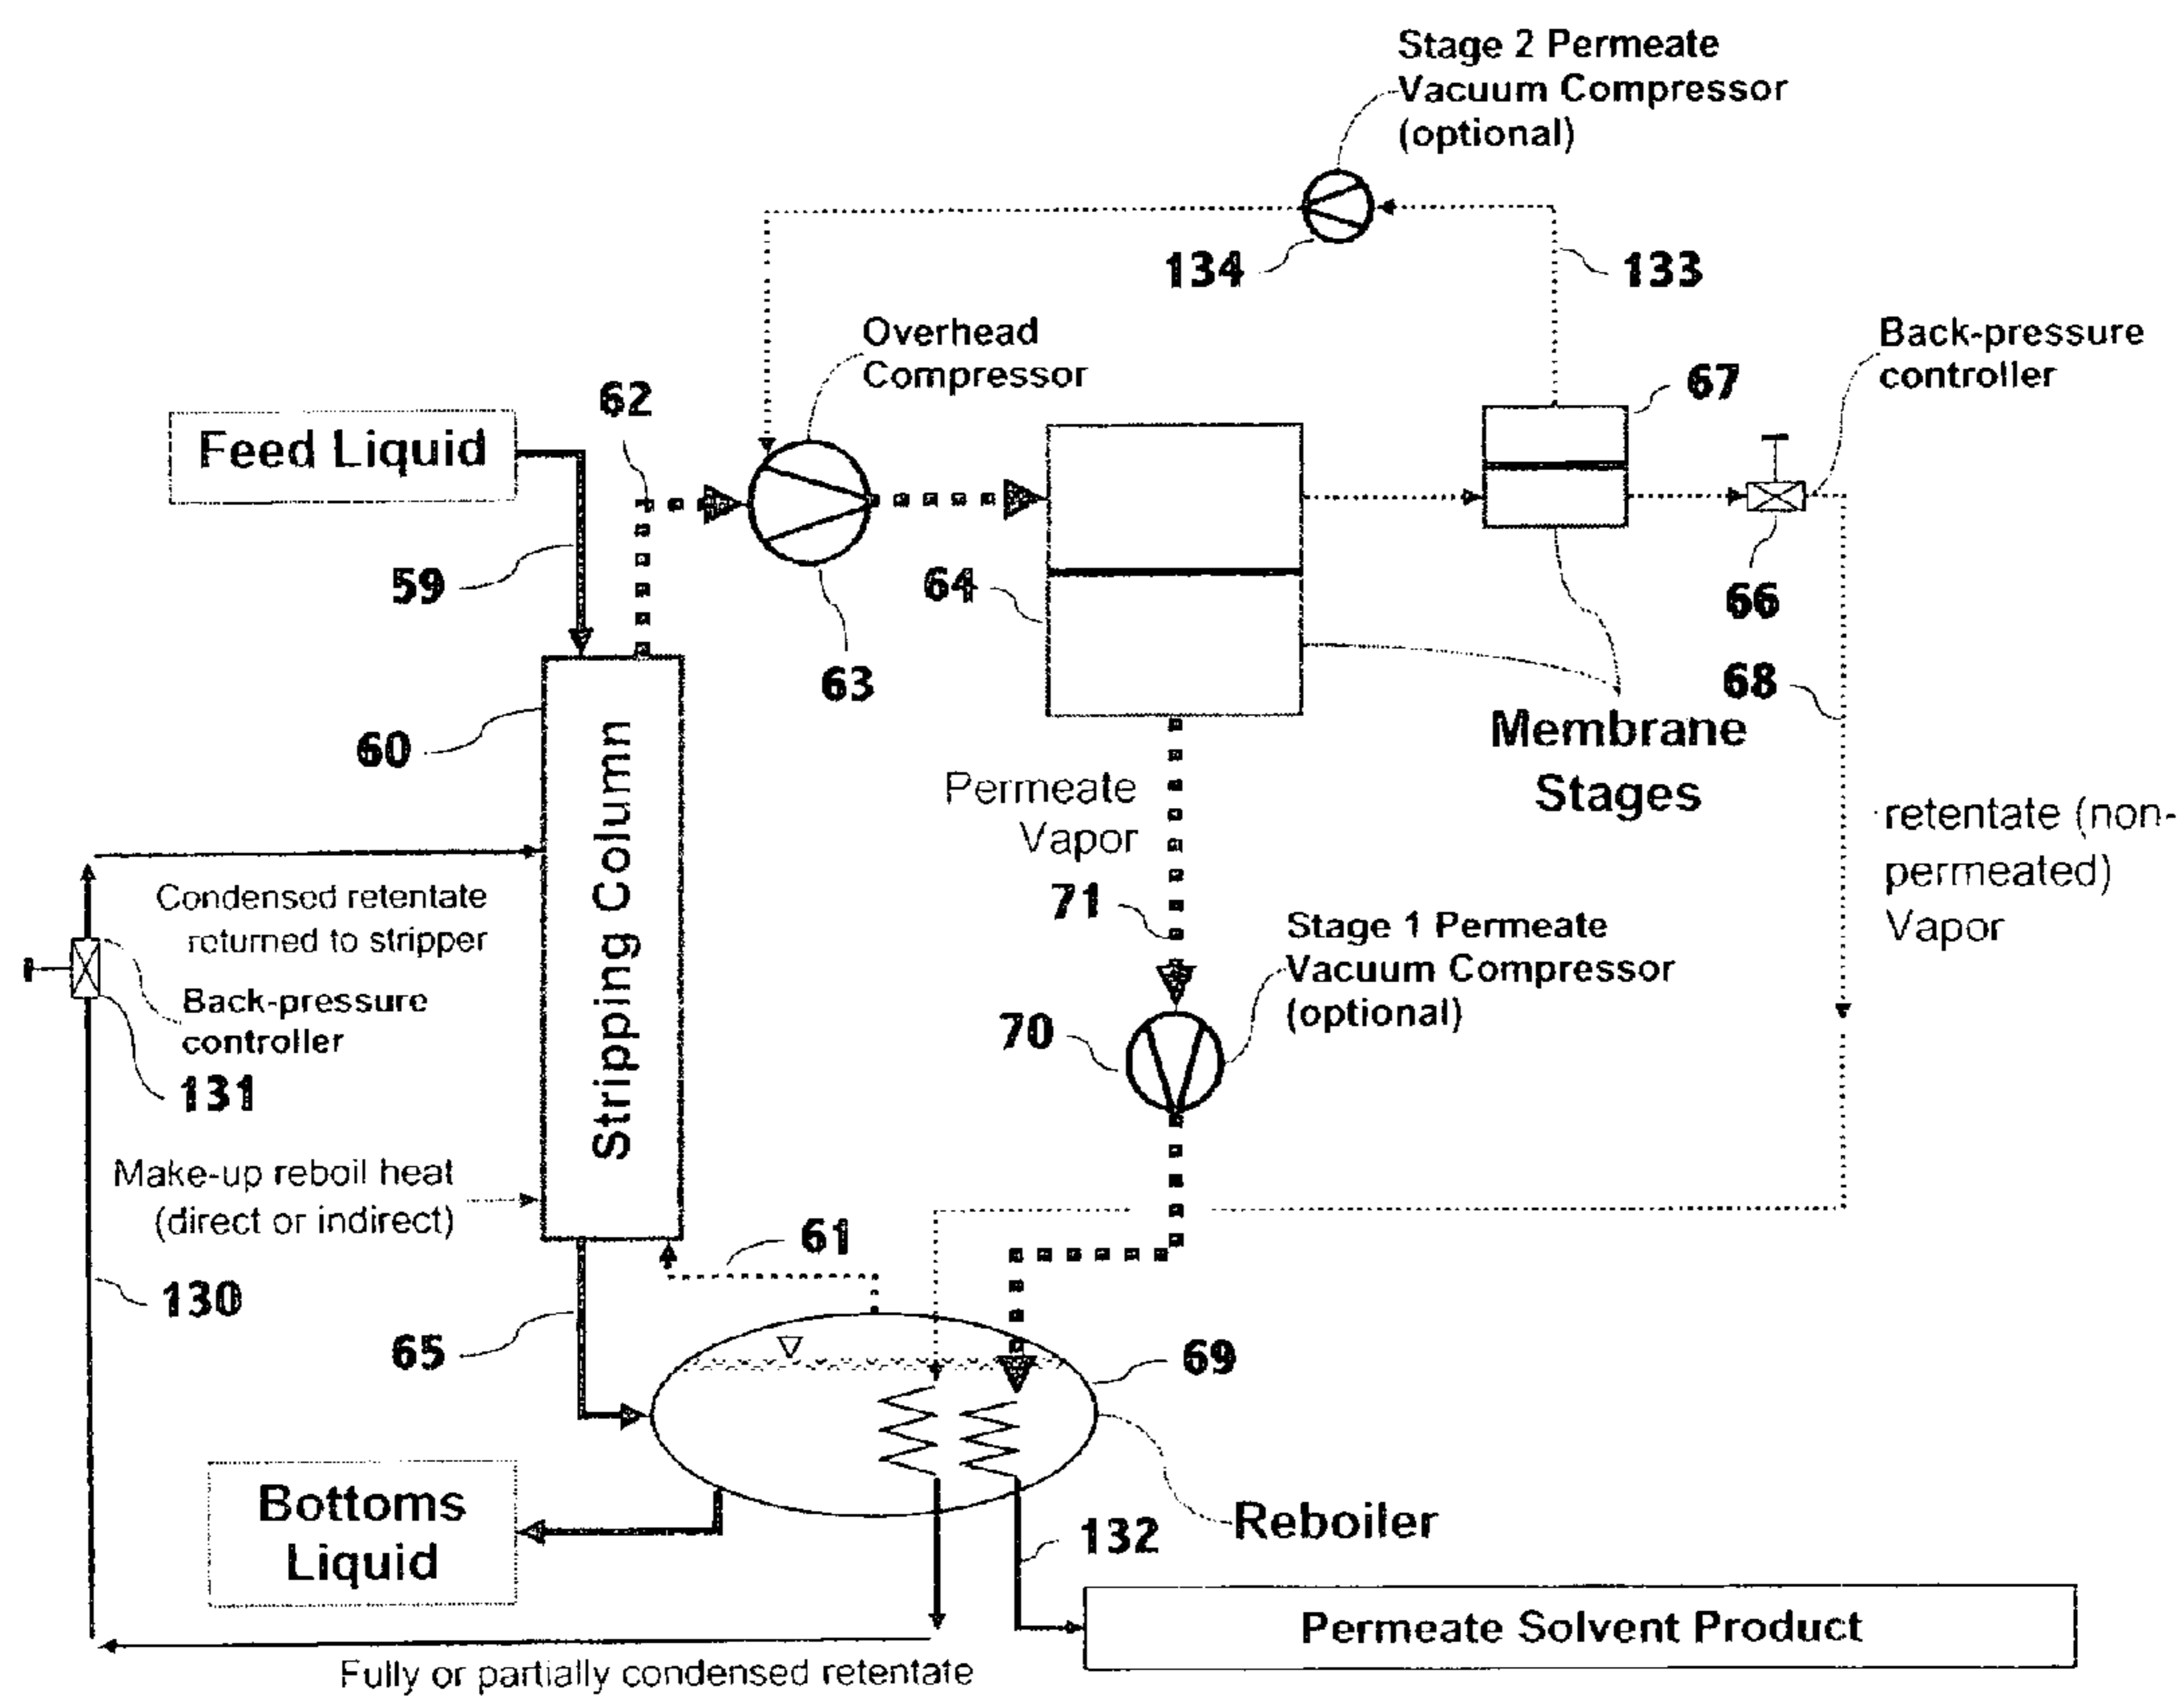 Stage 2 Permeate
Vacuum Compressor
(optional)
134
133
Overhead
Compressor
Back-pressure
controller
62
67
Feed Liquid
59
64
66
63
68
60
Stripping Column
Membrane
Stages
Permeate
Vapor
retentate (non-
permeated)
Vapor
71
Condensed retentate
returned to stripper
Stage 1 Permeate
Vacuum Compressor
(optional)
Back-pressure
controller
70
131
Make-up reboil heat
(direct or indirect)
61
130
65
69
Bottoms
Liquid
Reboiler
132
Permeate Solvent Product
Fully or partially condensed retentate